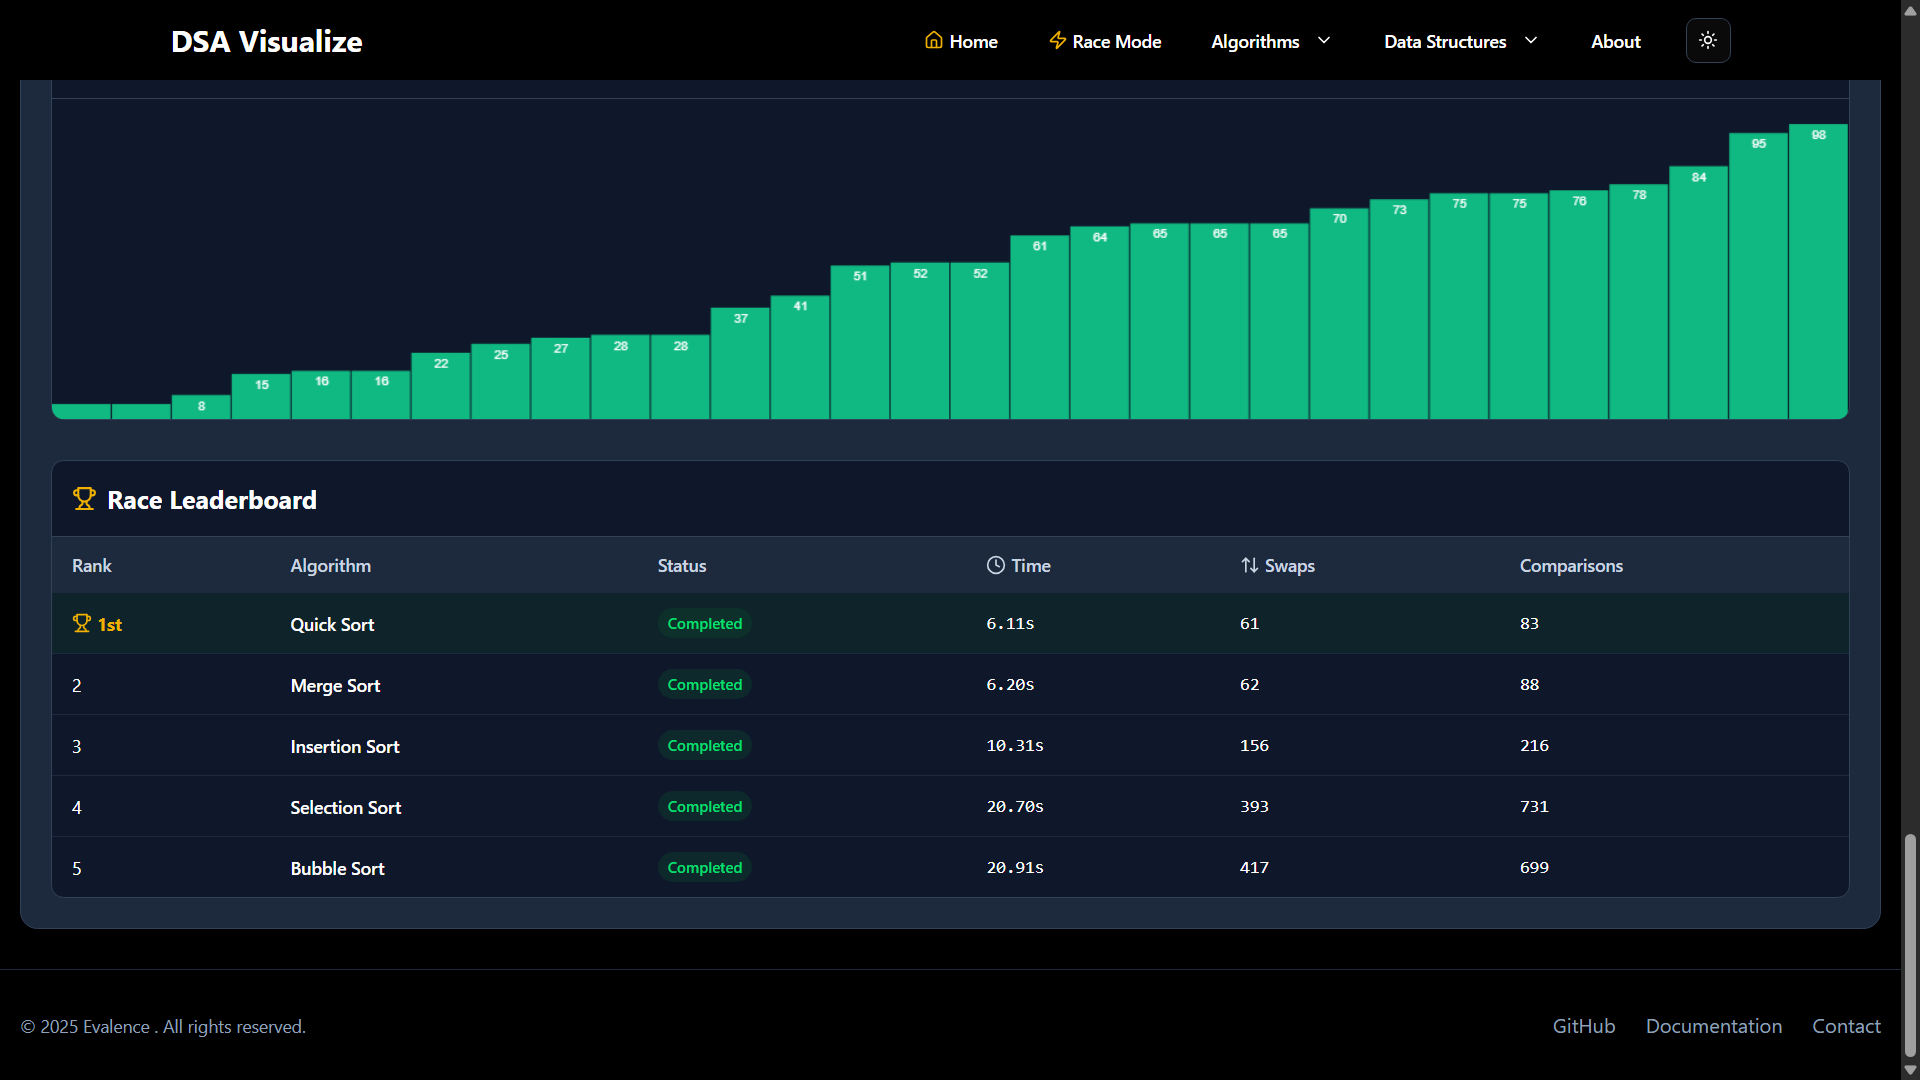 DSA Visualize
Home Race Mode Algorithms Data Structures About
8 15 16 16 22 25 27 28 28 37 41 51 52 52 61 64 65 65 65 70 73 75 75 76 78 84 95 98
Race Leaderboard
Rank Algorithm Status Time Swaps Comparisons
1st Quick Sort Completed 6.11s 61 83
2 Merge Sort Completed 6.20s 62 88
3 Insertion Sort Completed 10.31s 156 216
4 Selection Sort Completed 20.70s 393 731
5 Bubble Sort Completed 20.91s 417 699
© 2025 Evalence . All rights reserved.
GitHub Documentation Contact